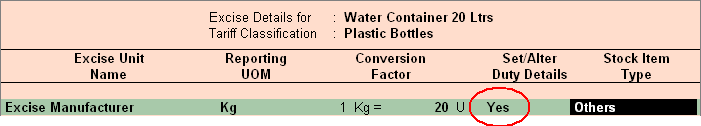 Excise Details for : Water Container 20 Ltrs
Tariff Classification : Plastic Bottles
Excise Unit Reporting Conversion Set/Alter Stock Item
Name UOM Factor Duty Details Type
Excise Manufacturer Kg 1 Kg = 20 U Yes Others